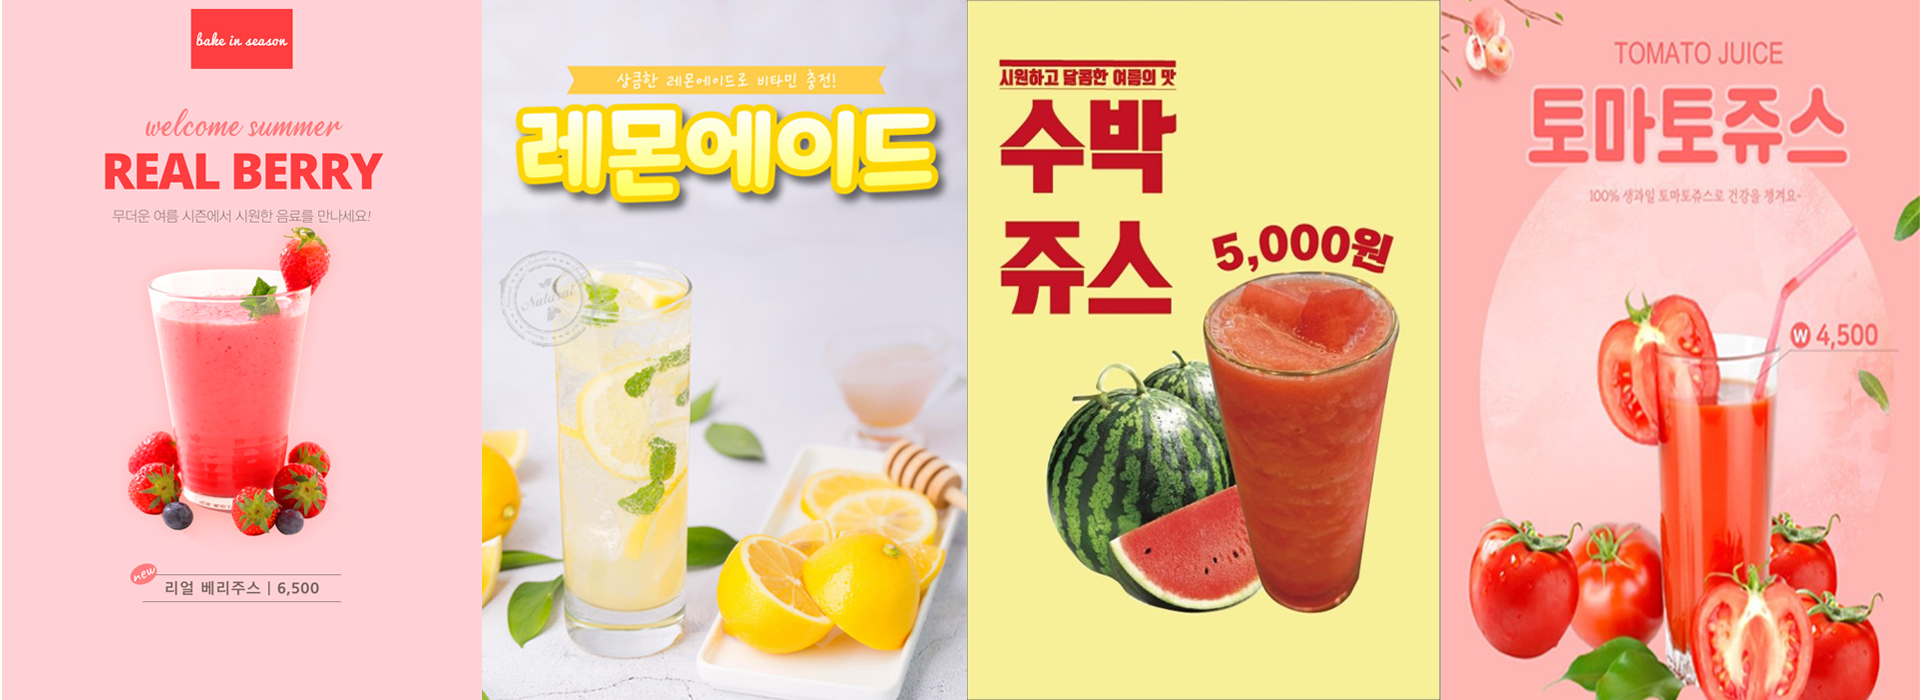 bake in season
welcome summer
REAL BERRY
무더운 여름 시즌에서 시원한 음료를 만나세요!
new
리얼 베리주스 | 6,500
상큼한 레몬에이드로 비타민 충전!
레몬에이드
Natural
시원하고 달콤한 여름의 맛
수박
쥬스
5,000원
TOMATO JUICE
토마토쥬스
100% 생과일 토마토쥬스로 건강을 챙겨요~
W 4,500